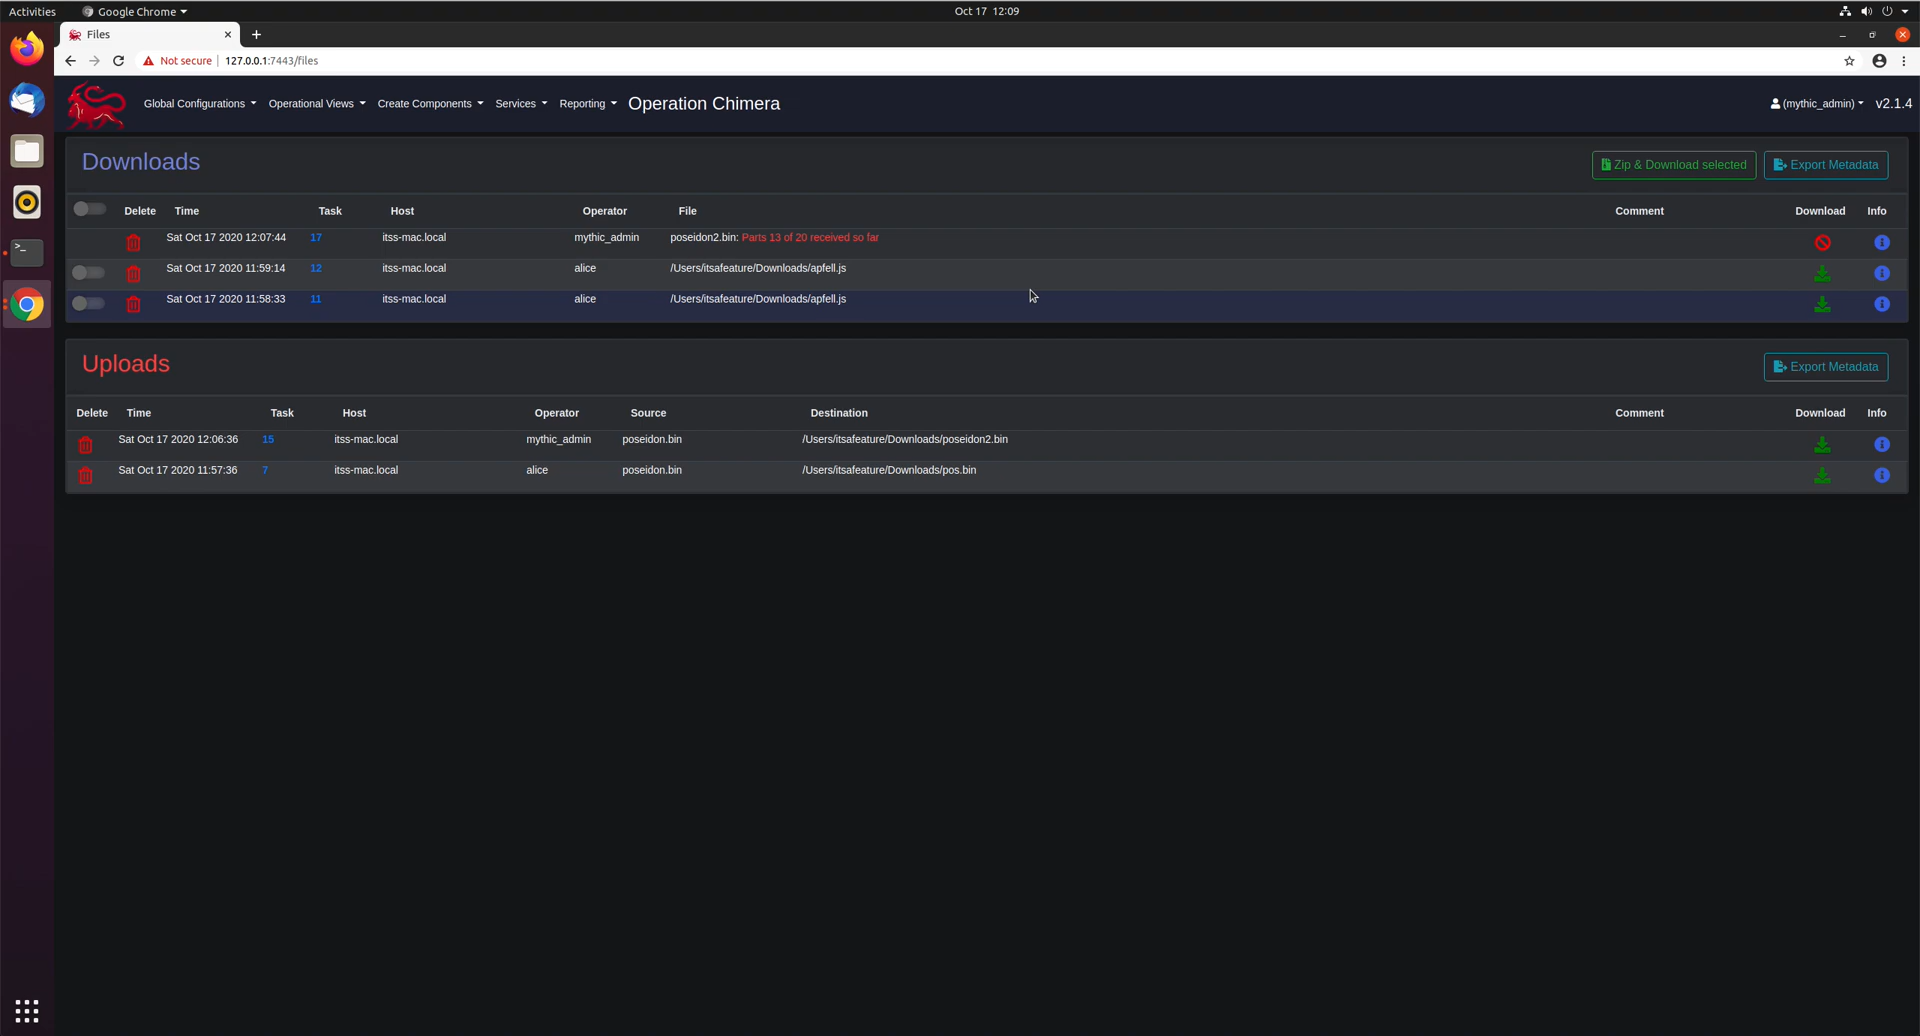 Activities Google Chrome Oct 17 12:09
Files
Not secure 127.0.0.1:7443/files
Global Configurations Operational Views Create Components Services Reporting Operation Chimera (mythic_admin) v2.1.4
Downloads Zip & Download selected Export Metadata
Delete Time Task Host Operator File Comment Download Info
Sat Oct 17 2020 12:07:44 17 itss-mac.local mythic_admin poseidon2.bin: Parts 13 of 20 received so far
Sat Oct 17 2020 11:59:14 12 itss-mac.local alice /Users/itsafeature/Downloads/apfell.js
Sat Oct 17 2020 11:58:33 11 itss-mac.local alice /Users/itsafeature/Downloads/apfell.js
Uploads Export Metadata
Delete Time Task Host Operator Source Destination Comment Download Info
Sat Oct 17 2020 12:06:36 15 itss-mac.local mythic_admin poseidon.bin /Users/itsafeature/Downloads/poseidon2.bin
Sat Oct 17 2020 11:57:36 7 itss-mac.local alice poseidon.bin /Users/itsafeature/Downloads/pos.bin